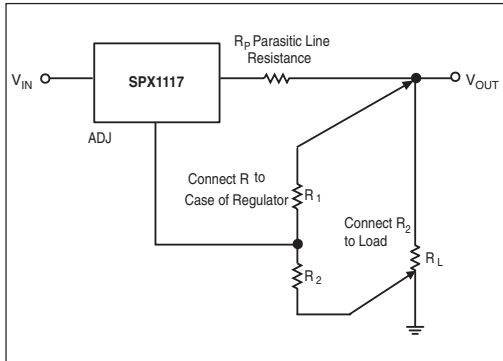 R_P Parasitic Line
Resistance
V_IN
SPX1117
V_OUT
ADJ
Connect R to
Case of Regulator
R_1
Connect R_2
to Load
R_2
R_L